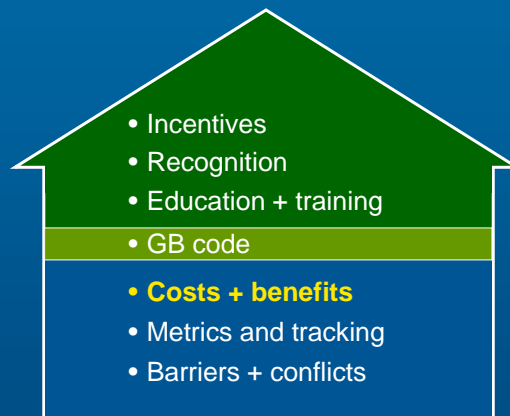 • Incentives
• Recognition
• Education + training
• GB code
• Costs + benefits
• Metrics and tracking
• Barriers + conflicts